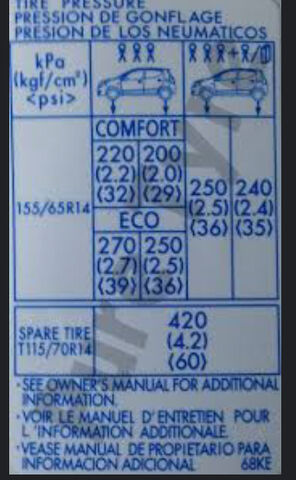 TIRE PRESSURE
PRESSION DE GONFLAGE
PRESION DE LOS NEUMATICOS
kPa
(kgf/cm²)
<psi>
+ /
COMFORT
220 200
(2.2) (2.0)
(32) (29)
155/65R14
250 240
(2.5) (2.4)
(36) (35)
ECO
270 250
(2.7) (2.5)
(39) (36)
SPARE TIRE
T115/70R14
420
(4.2)
(60)
·SEE OWNER'S MANUAL FOR ADDITIONAL
INFORMATION.
·VOIR LE MANUEL D'ENTRETIEN POUR
L'INFORMATION ADDITIONALE.
·VEASE MANUAL DE PROPIETARIO PARA
INFORMACION ADICIONAL 68KE